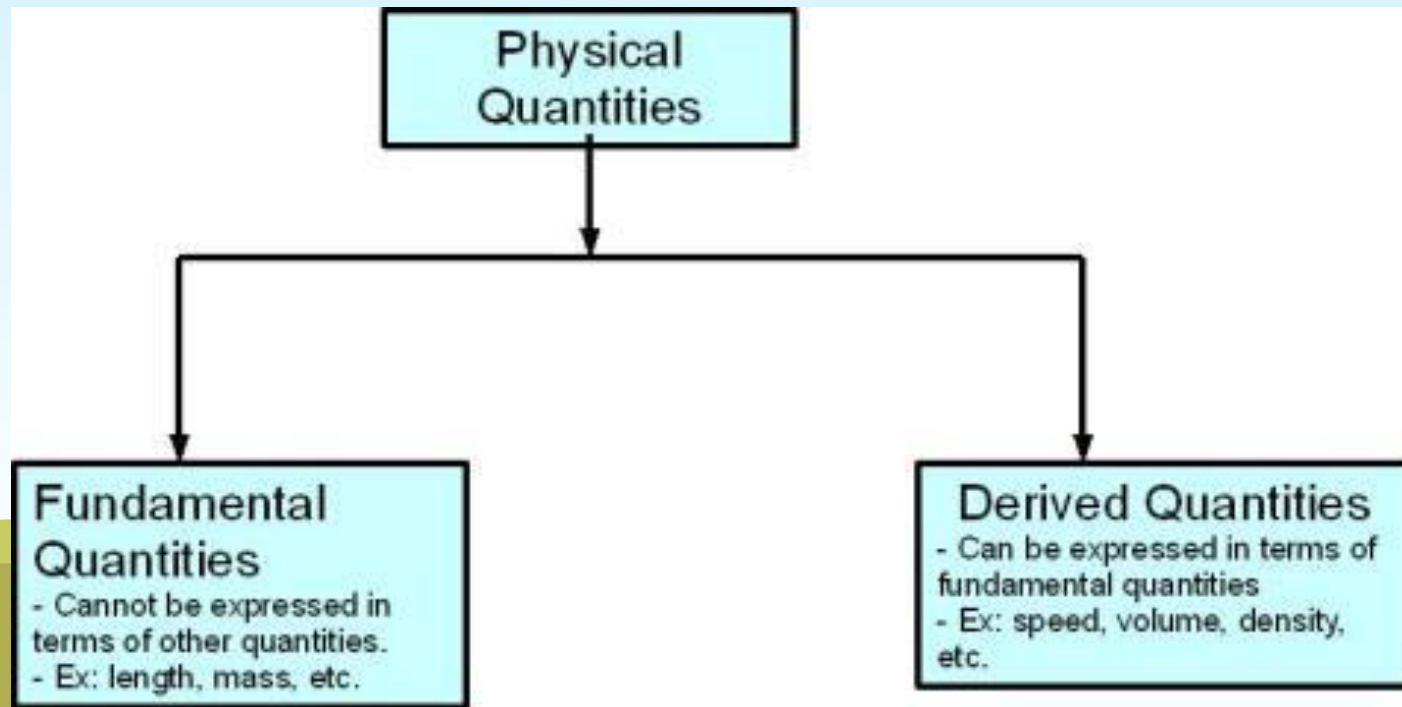 Physical
Quantities
Fundamental
Quantities
- Cannot be expressed in
terms of other quantities.
- Ex: length, mass, etc.
Derived Quantities
- Can be expressed in terms of
fundamental quantities
- Ex: speed, volume, density,
etc.